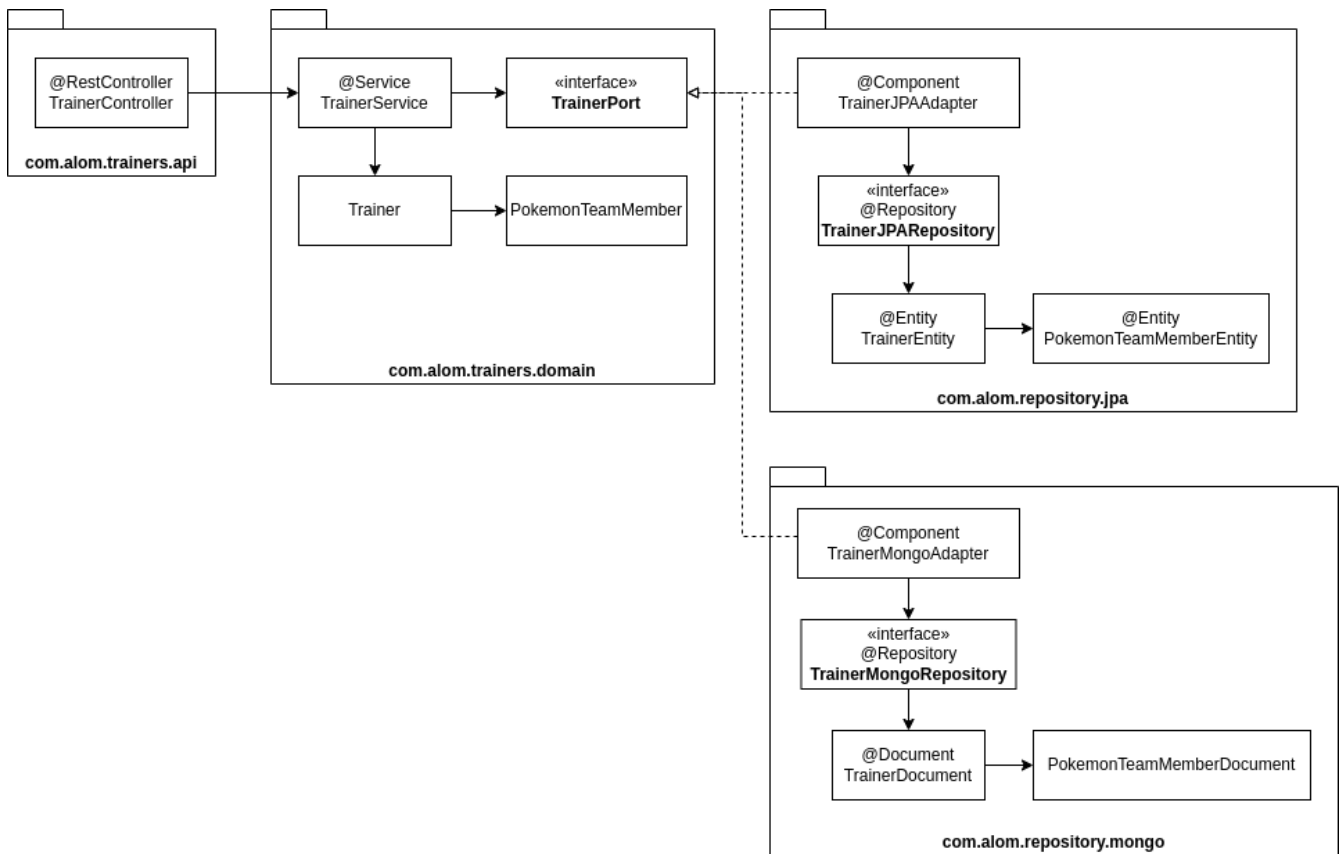 @RestController
TrainerController
com.alom.trainers.api
@Service
TrainerService
«interface»
TrainerPort
Trainer
PokemonTeamMember
com.alom.trainers.domain
@Component
TrainerJPAAdapter
«interface»
@Repository
TrainerJPARepository
@Entity
TrainerEntity
@Entity
PokemonTeamMemberEntity
com.alom.repository.jpa
@Component
TrainerMongoAdapter
«interface»
@Repository
TrainerMongoRepository
@Document
TrainerDocument
PokemonTeamMemberDocument
com.alom.repository.mongo